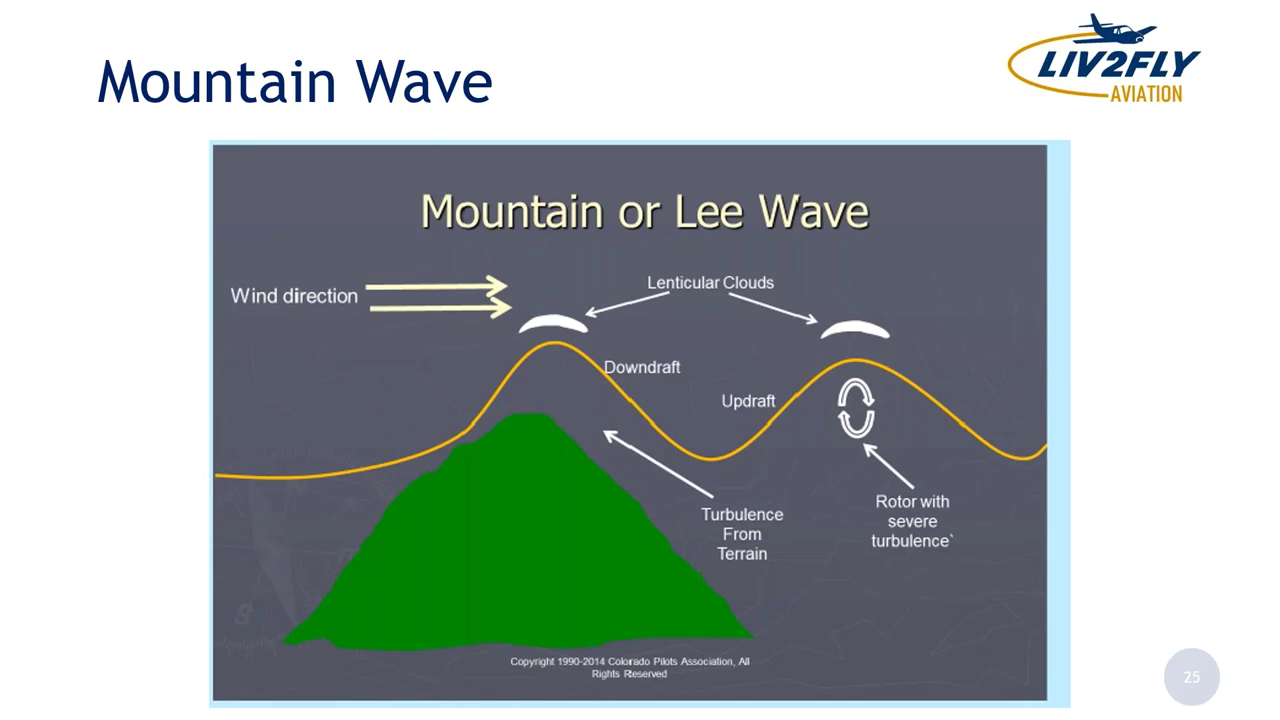 Mountain Wave
LIV2FLY
AVIATION
Mountain or Lee Wave
Wind direction
Lenticular Clouds
Downdraft
Updraft
Turbulence
From
Terrain
Rotor with
severe
turbulence`
Copyright 1990-2014 Colorado Pilots Association, All
Rights Reserved
25